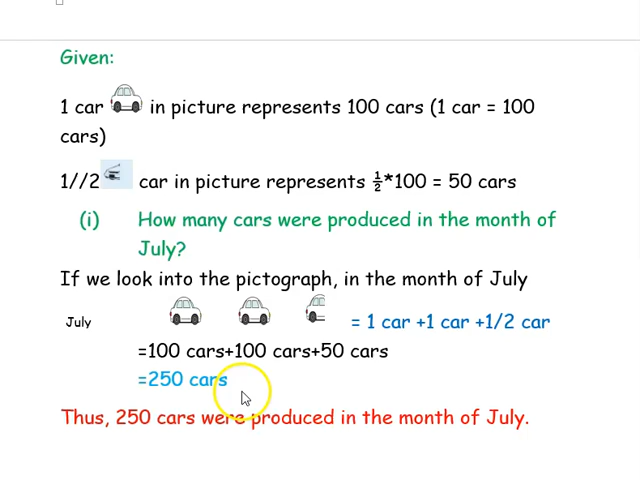 Given:
1 car in picture represents 100 cars (1 car = 100
cars)
1//2 car in picture represents ½*100 = 50 cars
(i) How many cars were produced in the month of
July?
If we look into the pictograph, in the month of July
July = 1 car +1 car +1/2 car
=100 cars+100 cars+50 cars
=250 cars
Thus, 250 cars were produced in the month of July.